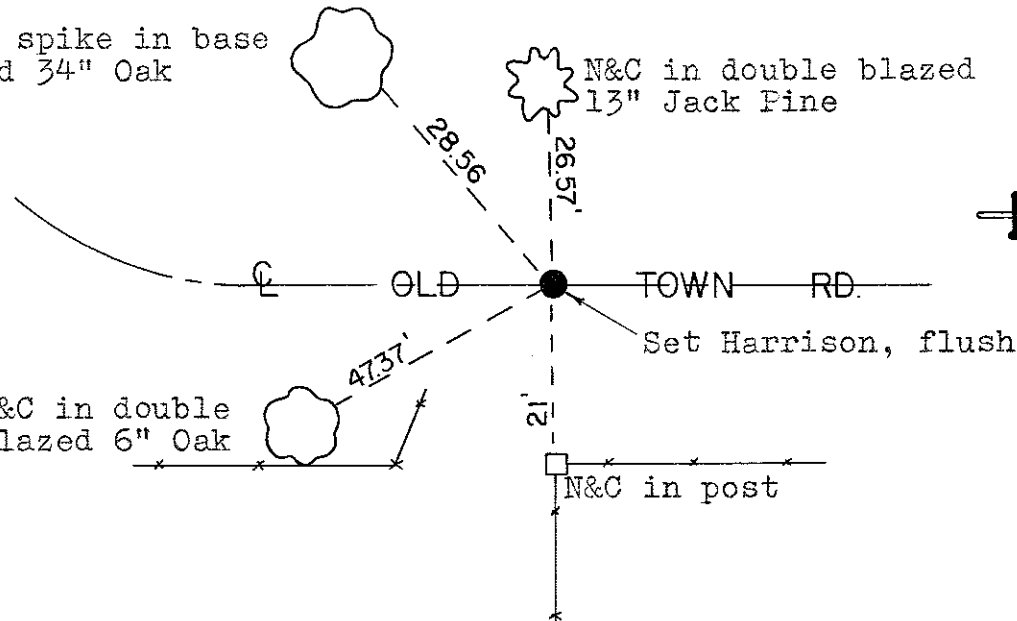 spike in base
34" Oak
N&C in double blazed
13" Jack Pine
28.56
26.57'
℄ OLD TOWN RD.
Set Harrison, flush
47.37'
&C in double
lazed 6" Oak
21'
N&C in post